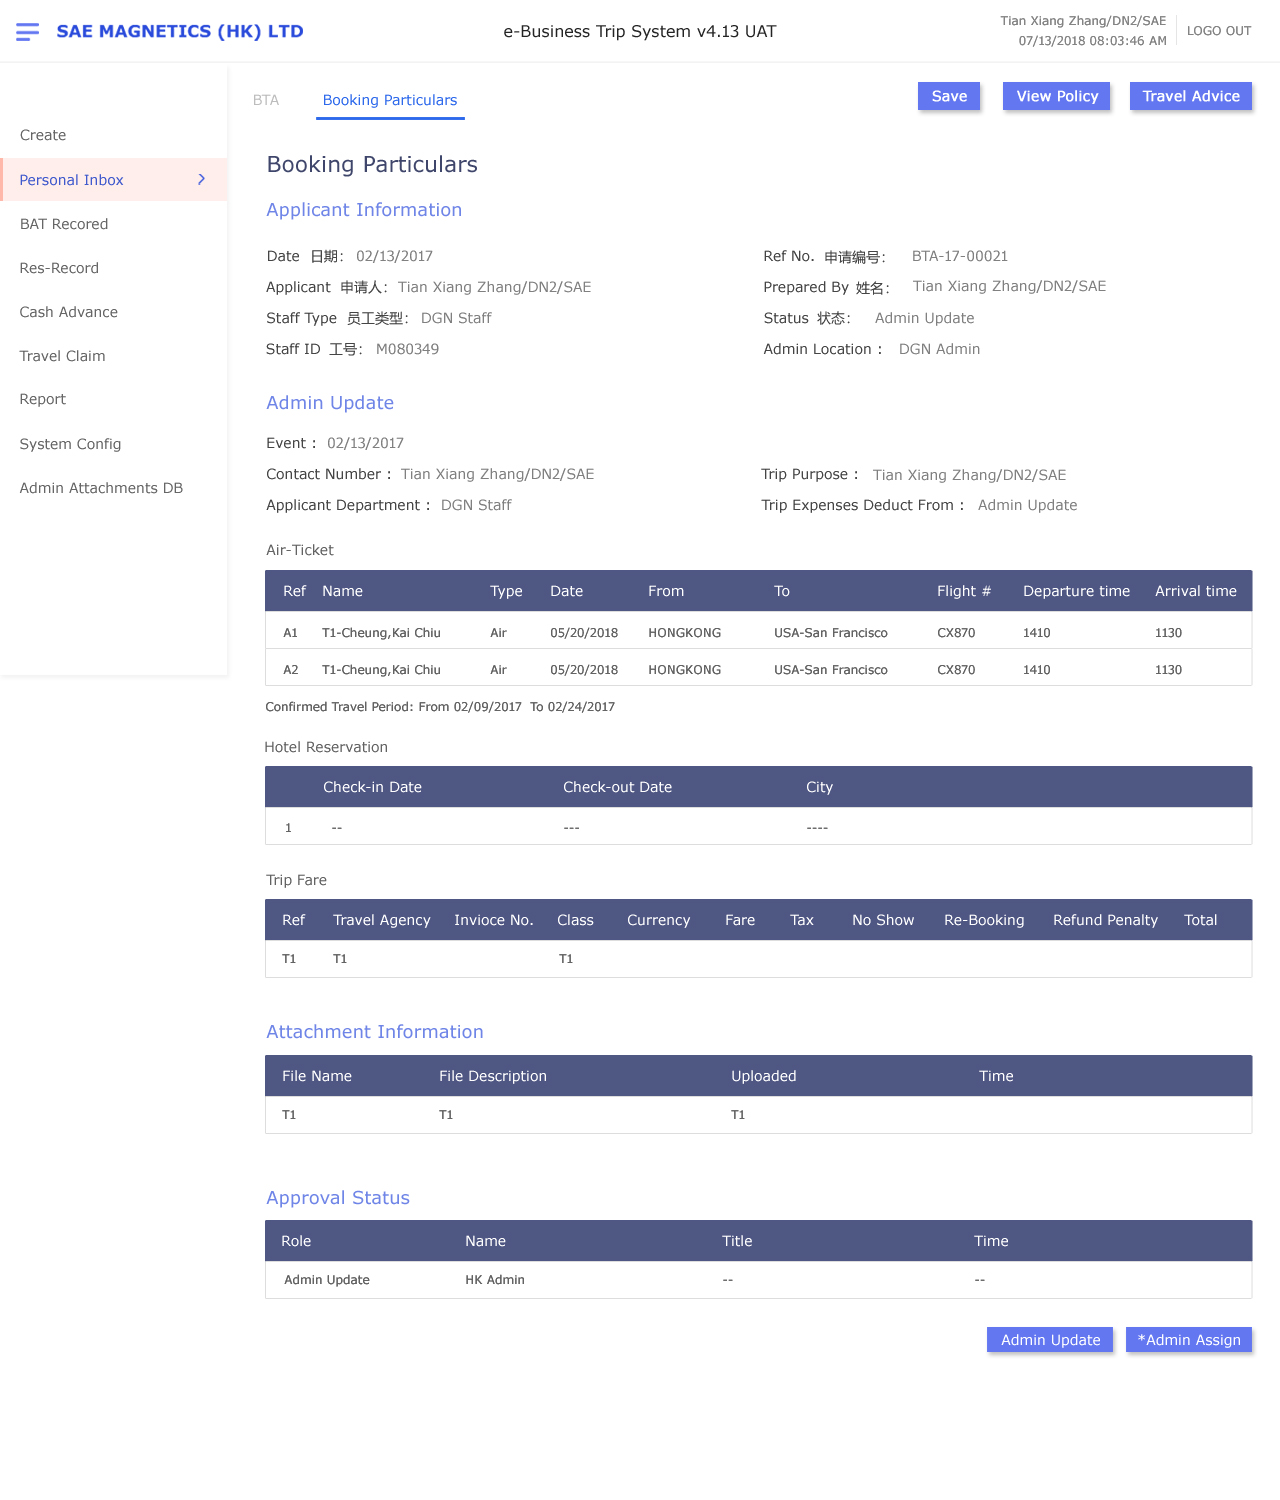 SAE MAGNETICS (HK) LTD
e-Business Trip System v4.13 UAT
Tian Xiang Zhang/DN2/SAE
07/13/2018 08:03:46 AM
LOGO OUT
Create
Personal Inbox
BAT Recored
Res-Record
Cash Advance
Travel Claim
Report
System Config
Admin Attachments DB
BTA
Booking Particulars
Save
View Policy
Travel Advice
Booking Particulars
Applicant Information
Date 日期： 02/13/2017
Ref No. 申请编号： BTA-17-00021
Applicant 申请人： Tian Xiang Zhang/DN2/SAE
Prepared By 姓名： Tian Xiang Zhang/DN2/SAE
Staff Type 员工类型： DGN Staff
Status 状态： Admin Update
Staff ID 工号： M080349
Admin Location： DGN Admin
Admin Update
Event： 02/13/2017
Contact Number： Tian Xiang Zhang/DN2/SAE
Trip Purpose： Tian Xiang Zhang/DN2/SAE
Applicant Department： DGN Staff
Trip Expenses Deduct From： Admin Update
Air-Ticket
Ref Name Type Date From To Flight # Departure time Arrival time
A1 T1-Cheung,Kai Chiu Air 05/20/2018 HONGKONG USA-San Francisco CX870 1410 1130
A2 T1-Cheung,Kai Chiu Air 05/20/2018 HONGKONG USA-San Francisco CX870 1410 1130
Confirmed Travel Period: From 02/09/2017 To 02/24/2017
Hotel Reservation
Check-in Date Check-out Date City
1 -- --- ----
Trip Fare
Ref Travel Agency Invioce No. Class Currency Fare Tax No Show Re-Booking Refund Penalty Total
T1 T1 T1
Attachment Information
File Name File Description Uploaded Time
T1 T1 T1
Approval Status
Role Name Title Time
Admin Update HK Admin -- --
Admin Update
*Admin Assign